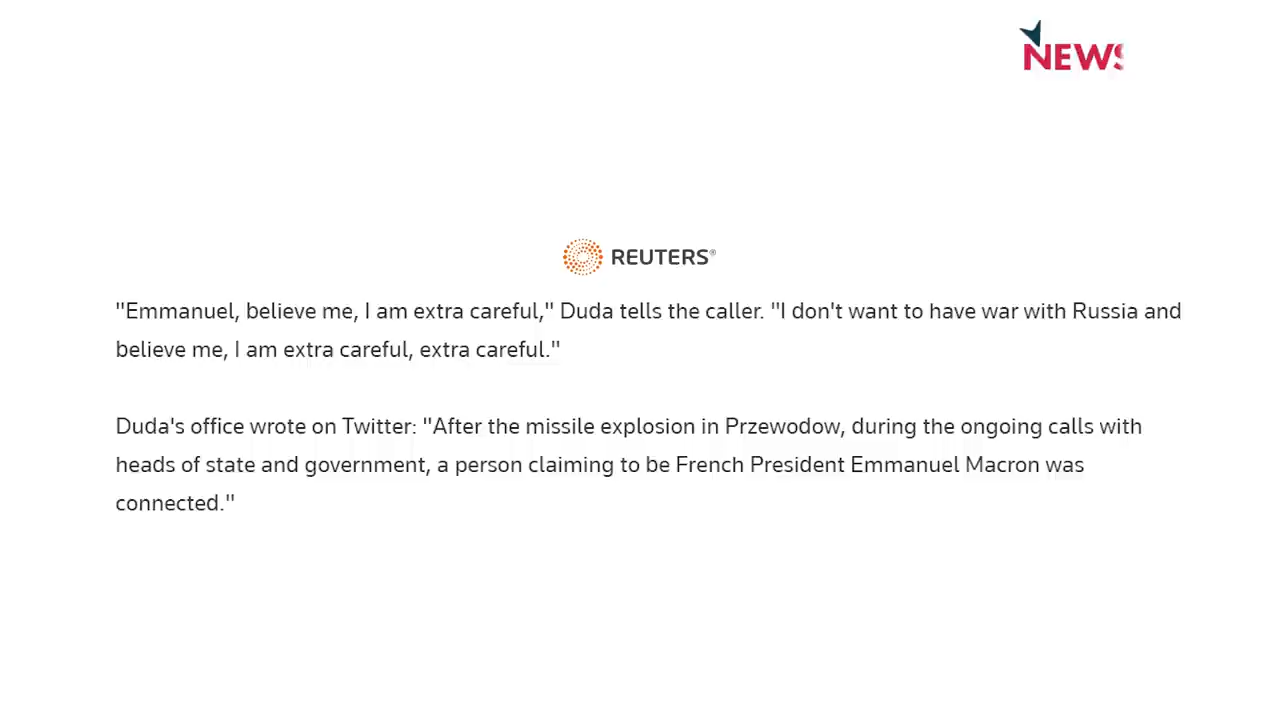 NEWS
REUTERS®
"Emmanuel, believe me, I am extra careful," Duda tells the caller. "I don't want to have war with Russia and
believe me, I am extra careful, extra careful."
Duda's office wrote on Twitter: "After the missile explosion in Przewodow, during the ongoing calls with
heads of state and government, a person claiming to be French President Emmanuel Macron was
connected."